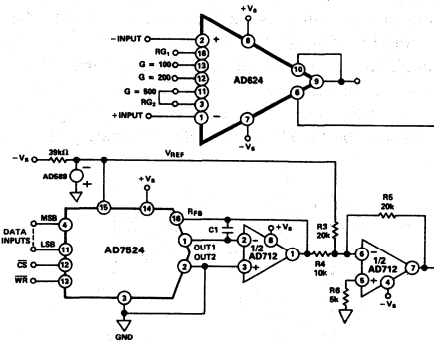 +VS
−INPUT
2
+
8
RG1
16
G = 100
13
10
G = 200
12
AD624
9
G = 500
11
6
RG2
3
+INPUT
1
−
7
−VS
39kΩ
VREF
−VS
−
AD589
+
+VS
R5
20k
15
14
RFB
16
R3
20k
MSB
4
C1
+VS
DATA
INPUTS
1
OUT1
2
−
8
1/2
AD712
1
R4
10k
6
−
1/2
AD712
7
LSB
11
AD7524
OUT2
2
3
+
CS
12
5
+
4
WR
13
R6
5k
−VS
3
GND